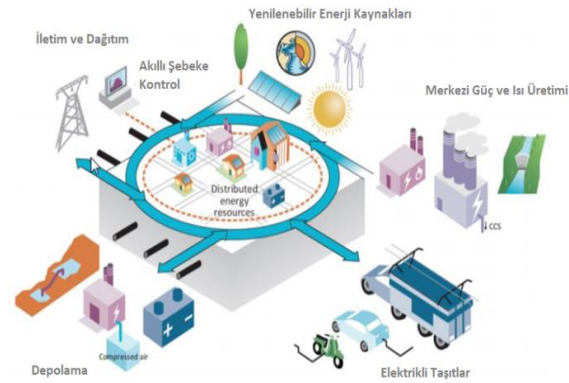 Yenilenebilir Enerji Kaynakları
İletim ve Dağıtım
Akıllı Şebeke
Kontrol
Merkezi Güç ve Isı Üretimi
Distributed
energy
resources
CCS
Compressed air
Depolama
Elektrikli Taşıtlar